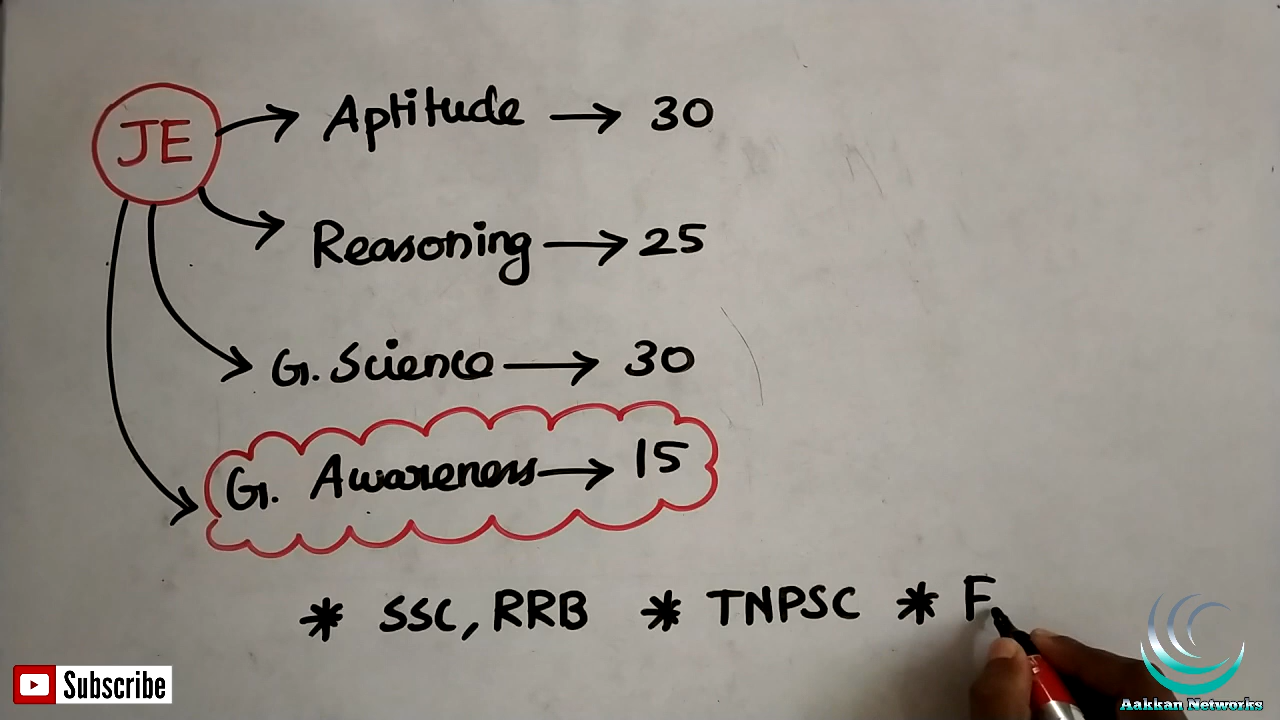 JE
Aptitude → 30
Reasoning → 25
G. Science → 30
G. Awareness → 15
* SSC, RRB * TNPSC * F
Subscribe
Aakkan Networks